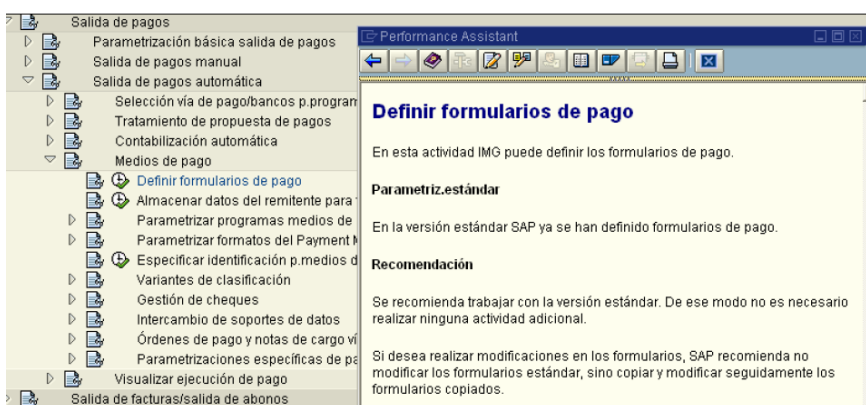 Salida de pagos
Parametrización básica salida de pagos
Salida de pagos manual
Salida de pagos automática
Selección vía de pago/bancos p.program
Tratamiento de propuesta de pagos
Contabilización automática
Medios de pago
Definir formularios de pago
Almacenar datos del remitente para
Parametrizar programas medios de
Parametrizar formatos del Payment M
Especificar identificación p.medios d
Variantes de clasificación
Gestión de cheques
Intercambio de soportes de datos
Órdenes de pago y notas de cargo ví
Parametrizaciones específicas de pa
Visualizar ejecución de pago
Salida de facturas/salida de abonos
Performance Assistant
Definir formularios de pago
En esta actividad IMG puede definir los formularios de pago.
Parametriz.estándar
En la versión estándar SAP ya se han definido formularios de pago.
Recomendación
Se recomienda trabajar con la versión estándar. De ese modo no es necesario
realizar ninguna actividad adicional.
Si desea realizar modificaciones en los formularios, SAP recomienda no
modificar los formularios estándar, sino copiar y modificar seguidamente los
formularios copiados.